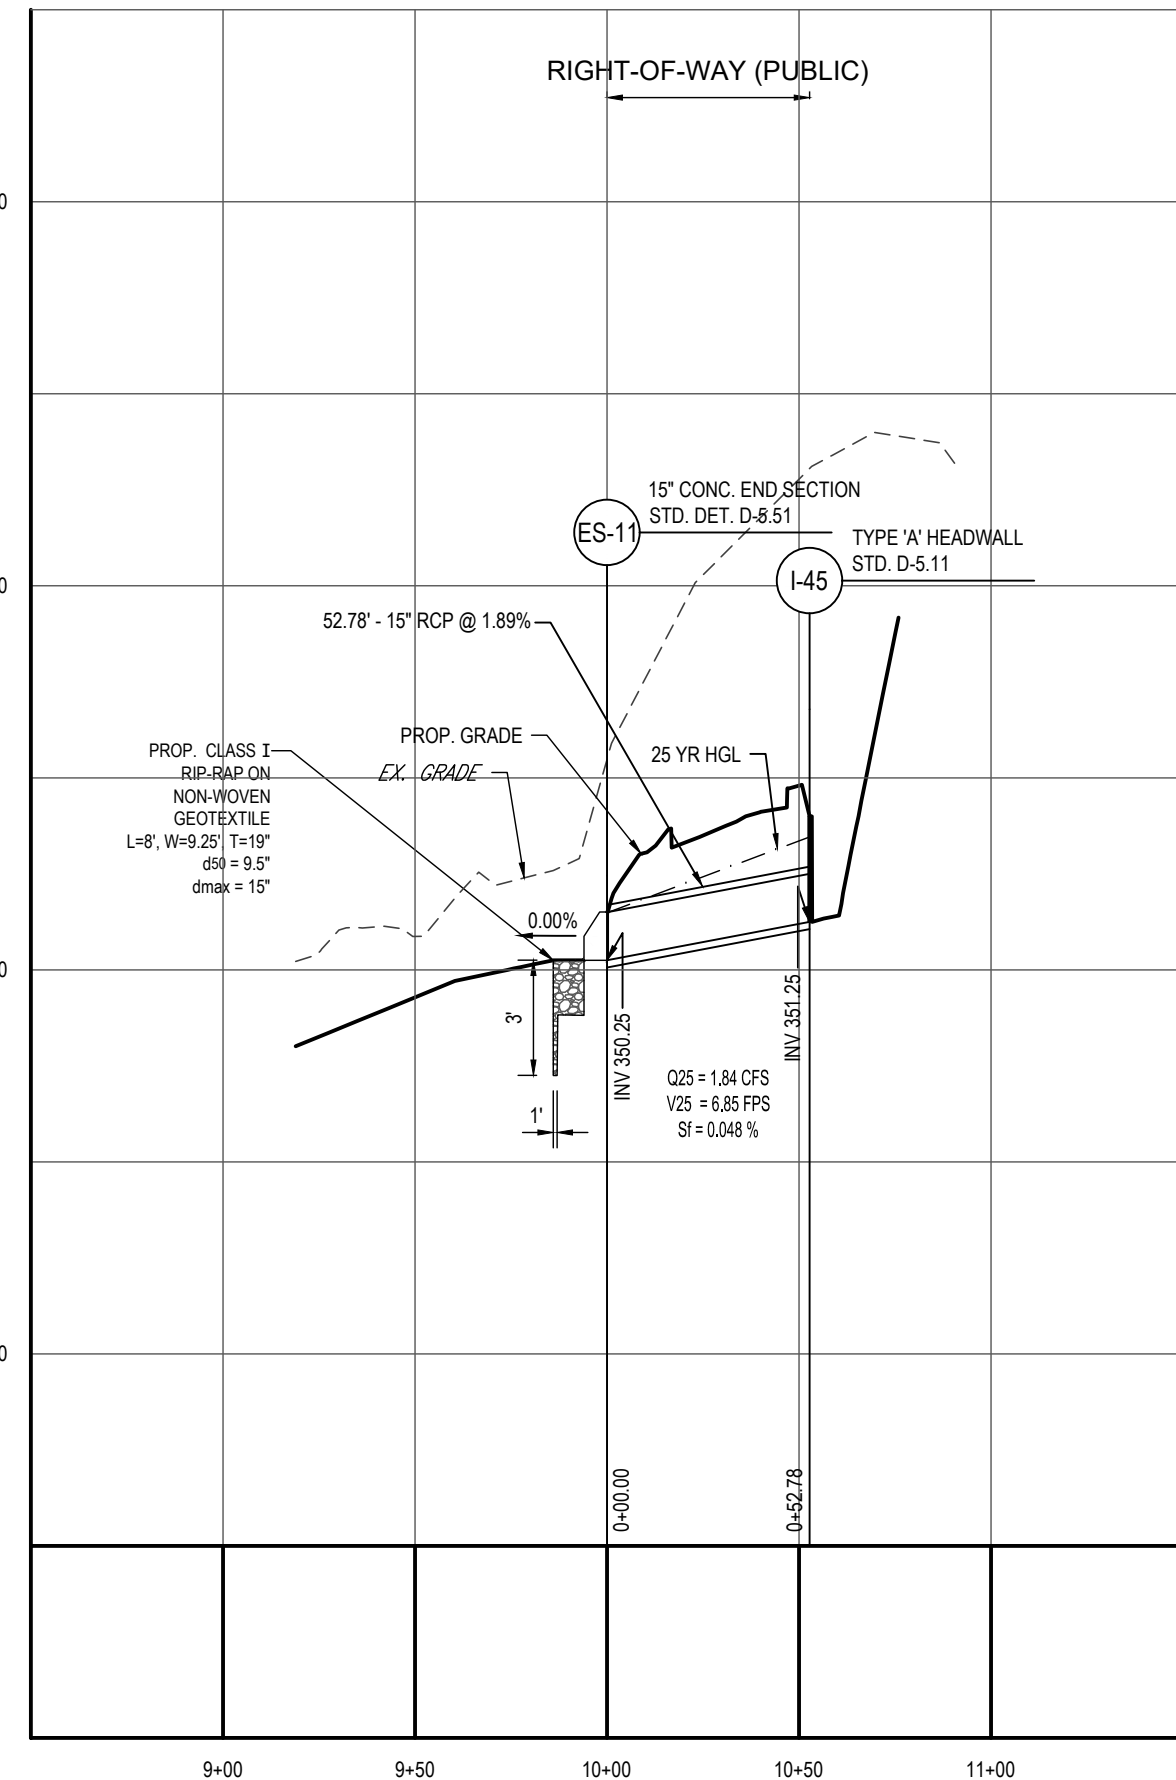 RIGHT-OF-WAY (PUBLIC)
15" CONC. END SECTION
STD. DET. D-5.51
ES-11
TYPE 'A' HEADWALL
STD. D-5.11
I-45
52.78' - 15" RCP @ 1.89%
PROP. GRADE
25 YR HGL
EX. GRADE
PROP. CLASS I
RIP-RAP ON
NON-WOVEN
GEOTEXTILE
L=8', W=9.25', T=19"
d50 = 9.5"
dmax = 15"
0.00%
3'
1'
INV 350.25
INV 351.25
Q25 = 1.84 CFS
V25 = 6.85 FPS
Sf = 0.048 %
0+00.00
0+52.78
0
0
0
0
9+00
9+50
10+00
10+50
11+00